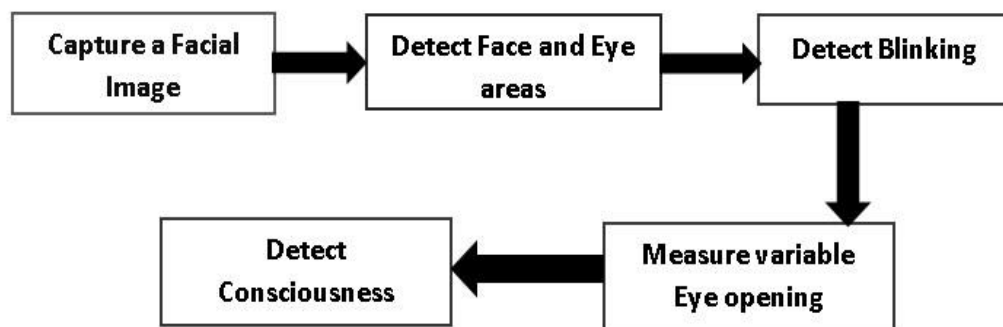 Capture a Facial
Image
Detect Face and Eye
areas
Detect Blinking
Measure variable
Eye opening
Detect
Consciousness